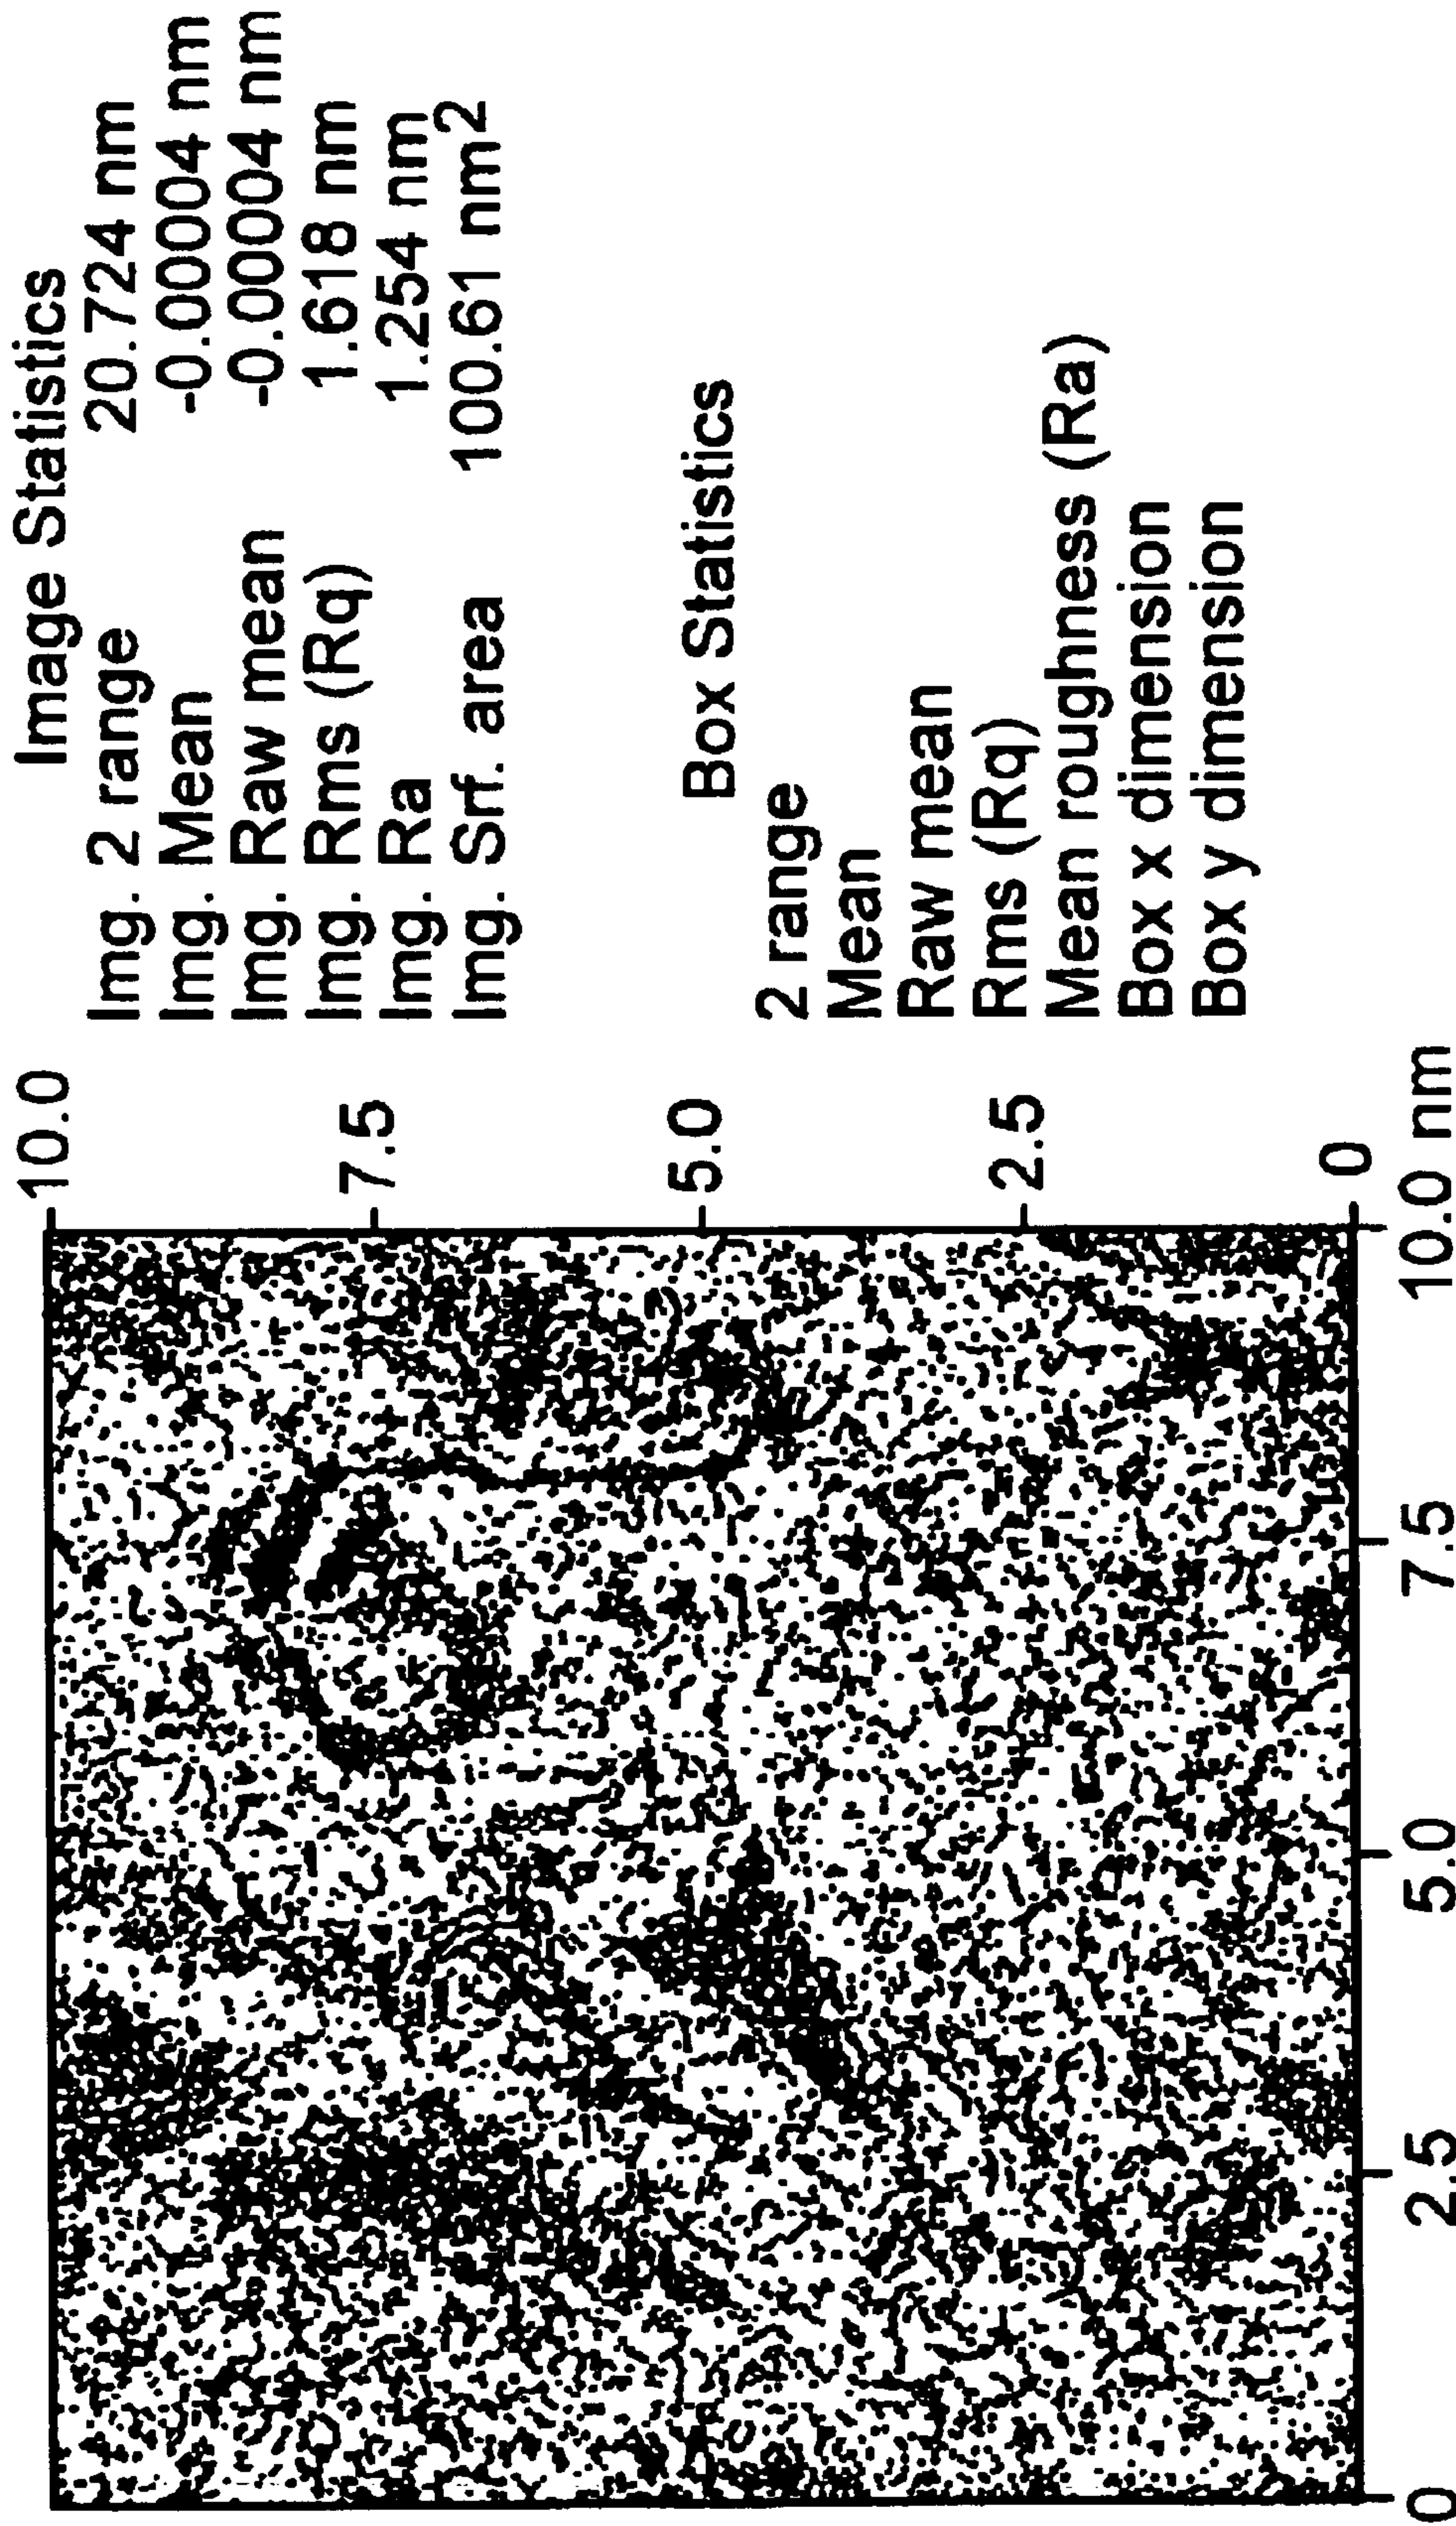 Image Statistics
Img. 2 range 20.724 nm
Img. Mean -0.00004 nm
Img. Raw mean -0.00004 nm
Img. Rms (Rq) 1.618 nm
Img. Ra 1.254 nm
Img. Srf. area 100.61 nm2
Box Statistics
2 range
Mean
Raw mean
Rms (Rq)
Mean roughness (Ra)
Box x dimension
Box y dimension
10.0
7.5
5.0
2.5
0
0 2.5 5.0 7.5 10.0 nm